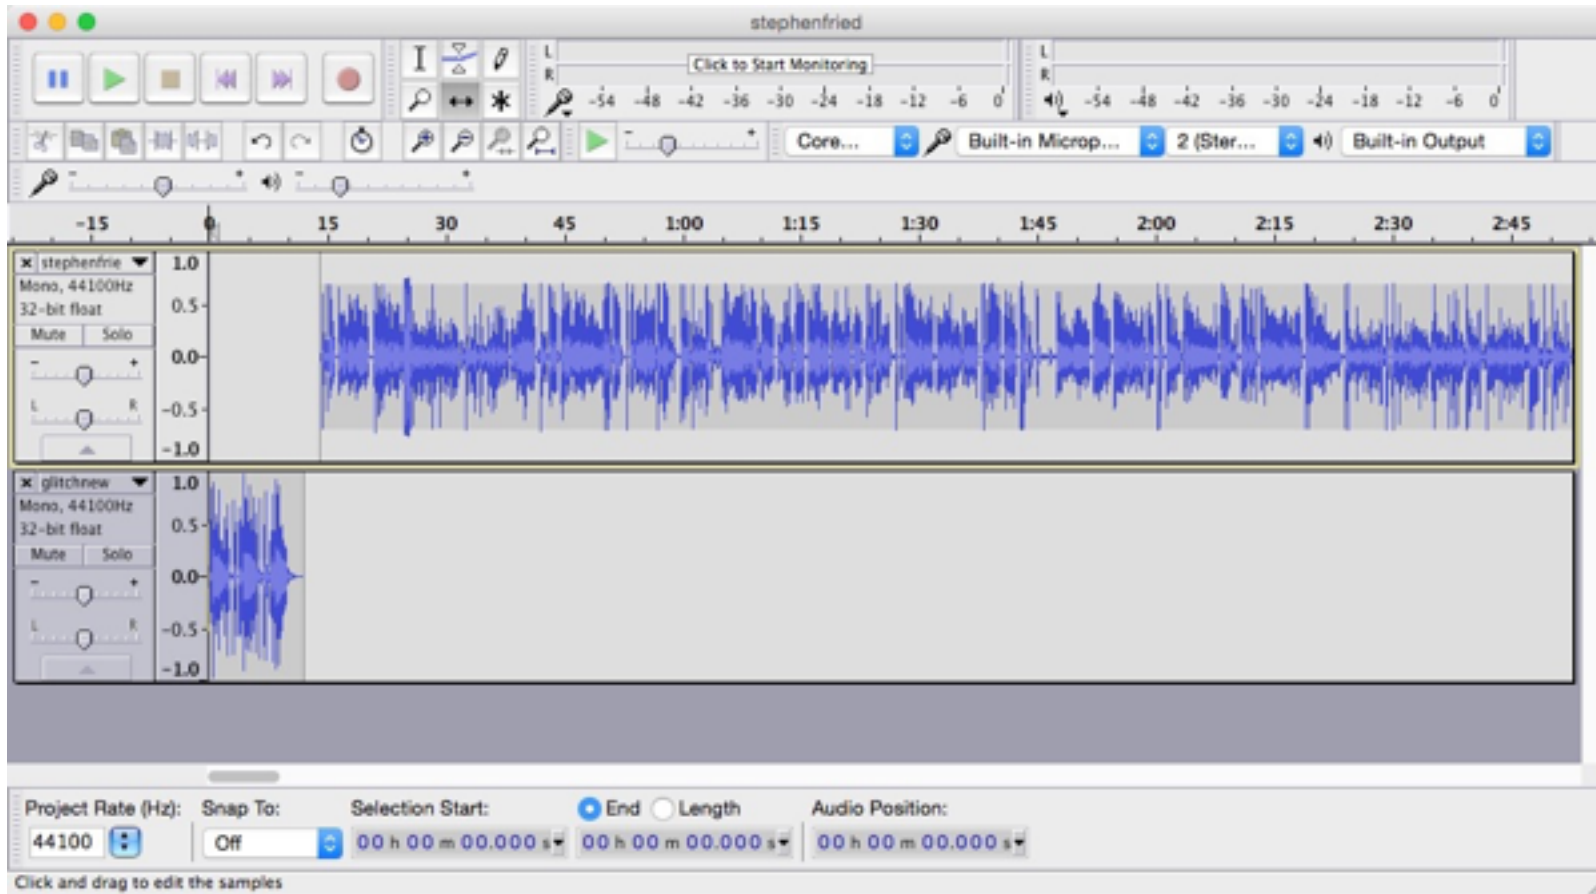 stephenfried
L
R
Click to Start Monitoring
-54 -48 -42 -36 -30 -24 -18 -12 -6 0
L
R
-54 -48 -42 -36 -30 -24 -18 -12 -6 0
Core... Built-in Microp... 2 (Ster... Built-in Output
-15 0 15 30 45 1:00 1:15 1:30 1:45 2:00 2:15 2:30 2:45
x stephenfrie
Mono, 44100Hz
32-bit float
Mute Solo
- +
L R
1.0
0.5
0.0
-0.5
-1.0
x glitchnew
Mono, 44100Hz
32-bit float
Mute Solo
- +
L R
1.0
0.5
0.0
-0.5
-1.0
Project Rate (Hz): Snap To: Selection Start: End Length Audio Position:
44100 Off 00 h 00 m 00.000 s 00 h 00 m 00.000 s 00 h 00 m 00.000 s
Click and drag to edit the samples